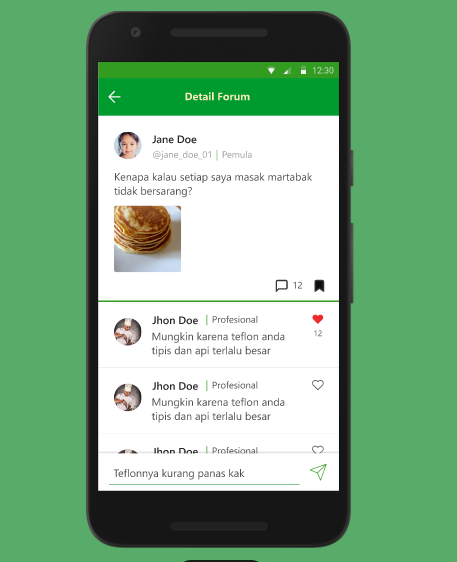 12:30
Detail Forum
Jane Doe
@jane_doe_01 | Pemula
Kenapa kalau setiap saya masak martabak
tidak bersarang?
12
Jhon Doe | Profesional
12
Mungkin karena teflon anda
tipis dan api terlalu besar
Jhon Doe | Profesional
Mungkin karena teflon anda
tipis dan api terlalu besar
Jhon Doe | Profesional
Teflonnya kurang panas kak